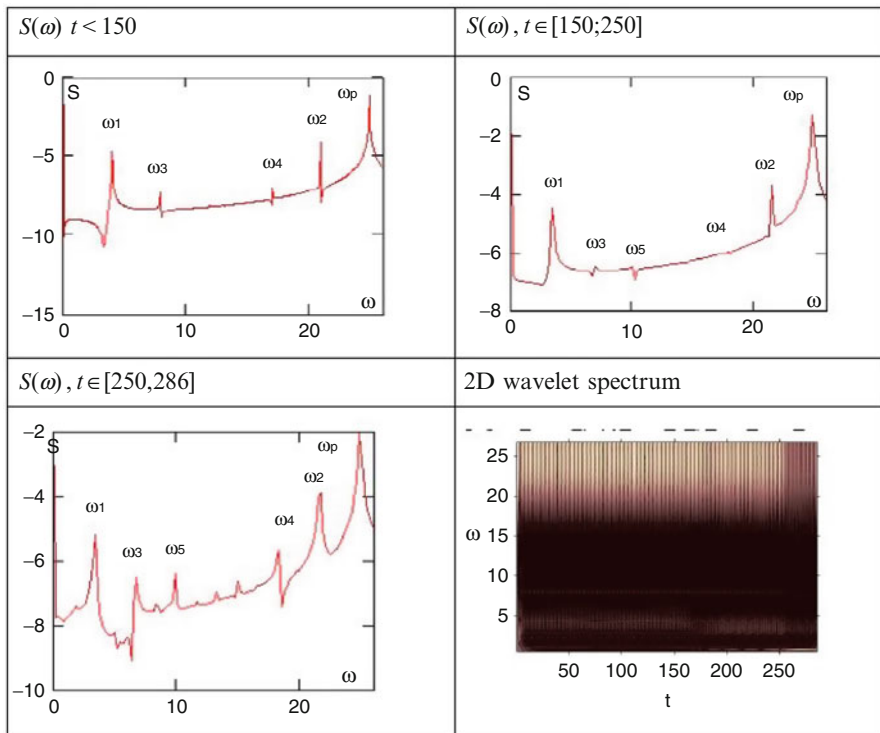 S(ω) t < 150
S(ω), t∈[150;250]
0
S
ωp
ω1
ω2
ω3
ω4
−5
−10
−15
ω
0
10
20
0
S
ωp
−2
ω1
ω2
−4
ω3
ω5
ω4
−6
−8
ω
0
10
20
S(ω), t∈[250,286]
2D wavelet spectrum
−2
S
ωp
ω2
−4
ω1
ω4
ω3
ω5
−6
−8
−10
ω
0
10
20
25
20
ω
15
10
5
50
100
150
200
250
t